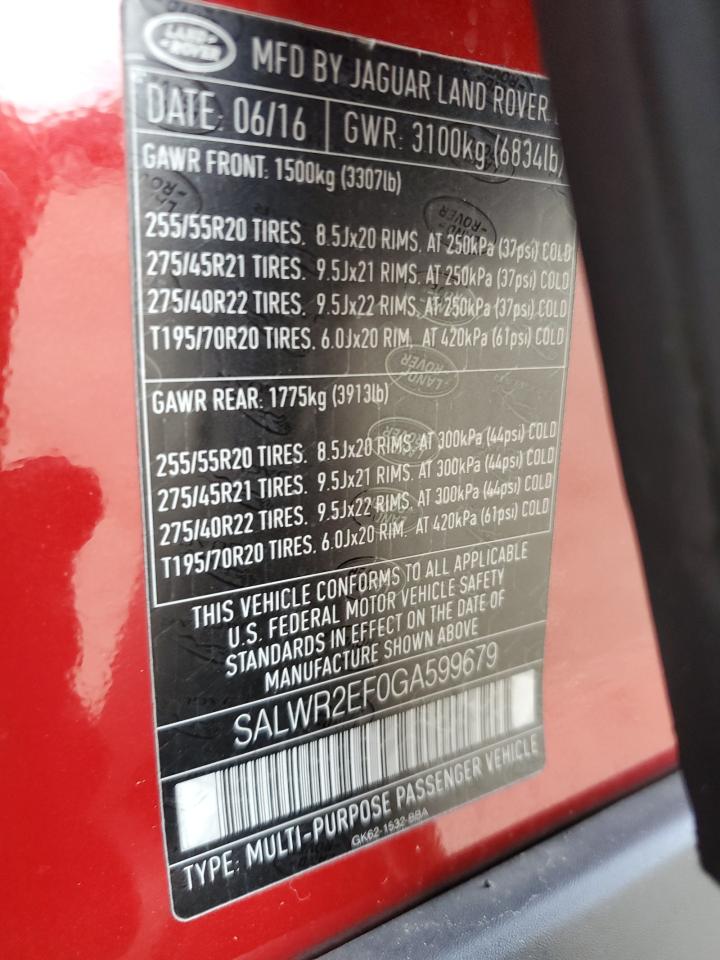 LAND ROVER
MFD BY JAGUAR LAND ROVER
DATE: 06/16
GWR: 3100kg (6834lb)
GAWR FRONT: 1500kg (3307lb)
255/55R20 TIRES. 8.5Jx20 RIMS. AT 250kPa (37psi) COLD
275/45R21 TIRES. 9.5Jx21 RIMS. AT 250kPa (37psi) COLD
275/40R22 TIRES. 9.5Jx22 RIMS. AT 250kPa (37psi) COLD
T195/70R20 TIRES. 6.0Jx20 RIM. AT 420kPa (61psi) COLD
GAWR REAR: 1775kg (3913lb)
255/55R20 TIRES. 8.5Jx20 RIMS. AT 300kPa (44psi) COLD
275/45R21 TIRES. 9.5Jx21 RIMS. AT 300kPa (44psi) COLD
275/40R22 TIRES. 9.5Jx22 RIMS. AT 300kPa (44psi) COLD
T195/70R20 TIRES. 6.0Jx20 RIM. AT 420kPa (61psi) COLD
THIS VEHICLE CONFORMS TO ALL APPLICABLE
U.S. FEDERAL MOTOR VEHICLE SAFETY
STANDARDS IN EFFECT ON THE DATE OF
MANUFACTURE SHOWN ABOVE
SALWR2EF0GA599679
TYPE: MULTI-PURPOSE PASSENGER VEHICLE
GK62-1532-BBA